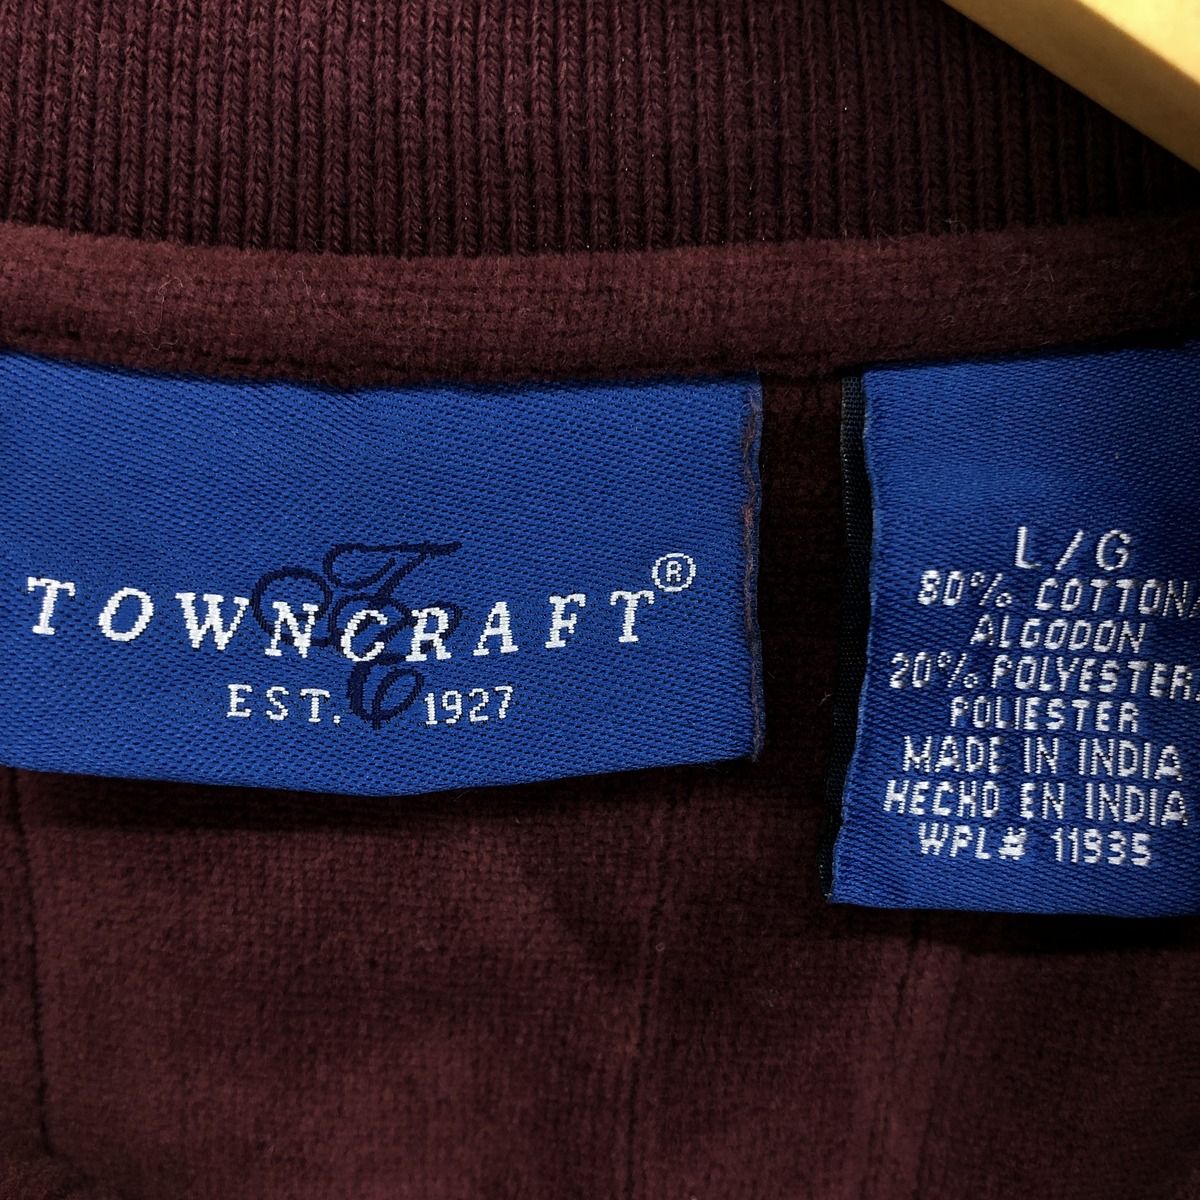 TOWNCRAFT®
EST. 1927
L/G
80% COTTON
ALGODON
20% POLYESTER
POLIESTER
MADE IN INDIA
HECHO EN INDIA
WPL# 11935